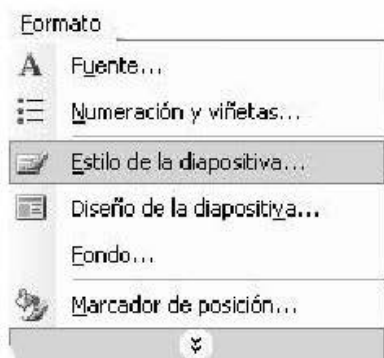 Formato
Fuente...
Numeración y viñetas...
Estilo de la diapositiva...
Diseño de la diapositiva...
Fondo...
Marcador de posición...